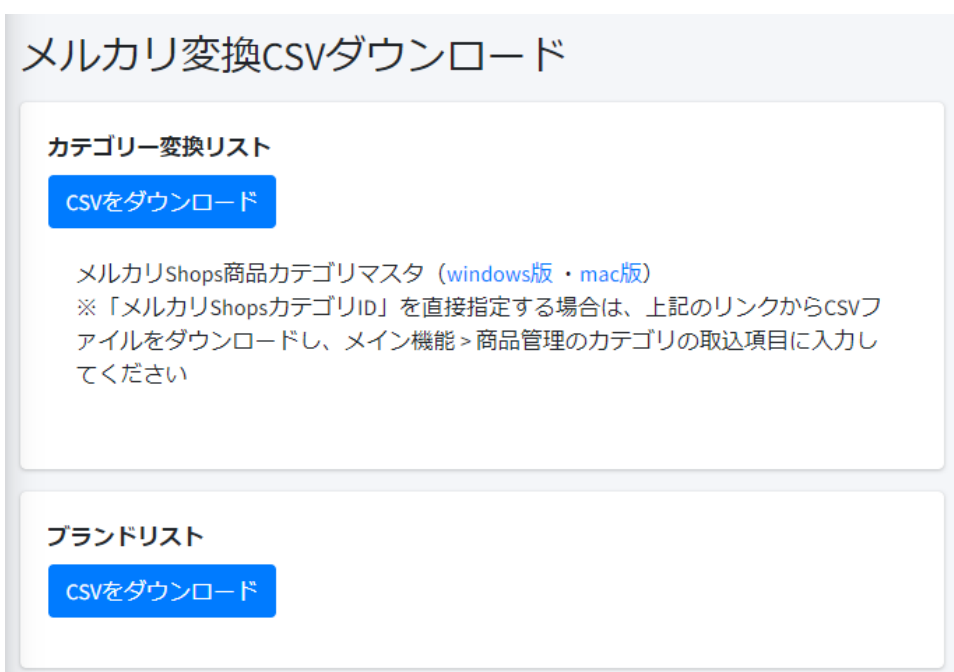 メルカリ変換CSVダウンロード
カテゴリー変換リスト
CSVをダウンロード
メルカリShops商品カテゴリマスタ（windows版 ・mac版）
※「メルカリShopsカテゴリID」を直接指定する場合は、上記のリンクからCSVフ
ァイルをダウンロードし、メイン機能＞商品管理のカテゴリの取込項目に入力し
てください
ブランドリスト
CSVをダウンロード